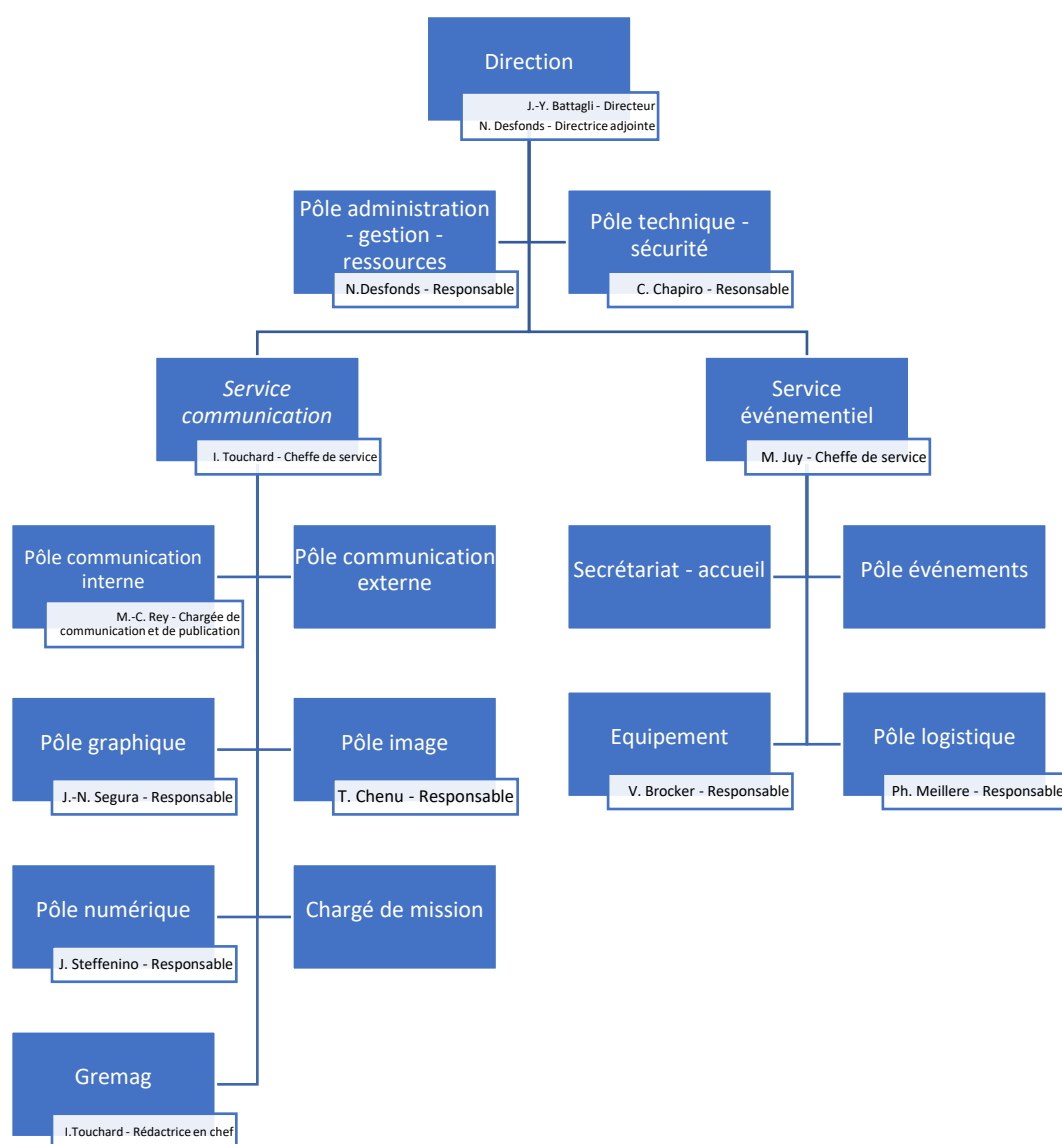 Direction
J.-Y. Battagli - Directeur
N. Desfonds - Directrice adjointe
Pôle administration
- gestion -
ressources
N.Desfonds - Responsable
Pôle technique -
sécurité
C. Chapiro - Resonsable
Service
communication
I. Touchard - Cheffe de service
Service
événementiel
M. Juy - Cheffe de service
Pôle communication
interne
M.-C. Rey - Chargée de
communication et de publication
Pôle communication
externe
Secrétariat - accueil
Pôle événements
Pôle graphique
J.-N. Segura - Responsable
Pôle image
T. Chenu - Responsable
Equipement
V. Brocker - Responsable
Pôle logistique
Ph. Meillere - Responsable
Pôle numérique
J. Steffenino - Responsable
Chargé de mission
Gremag
I.Touchard - Rédactrice en chef